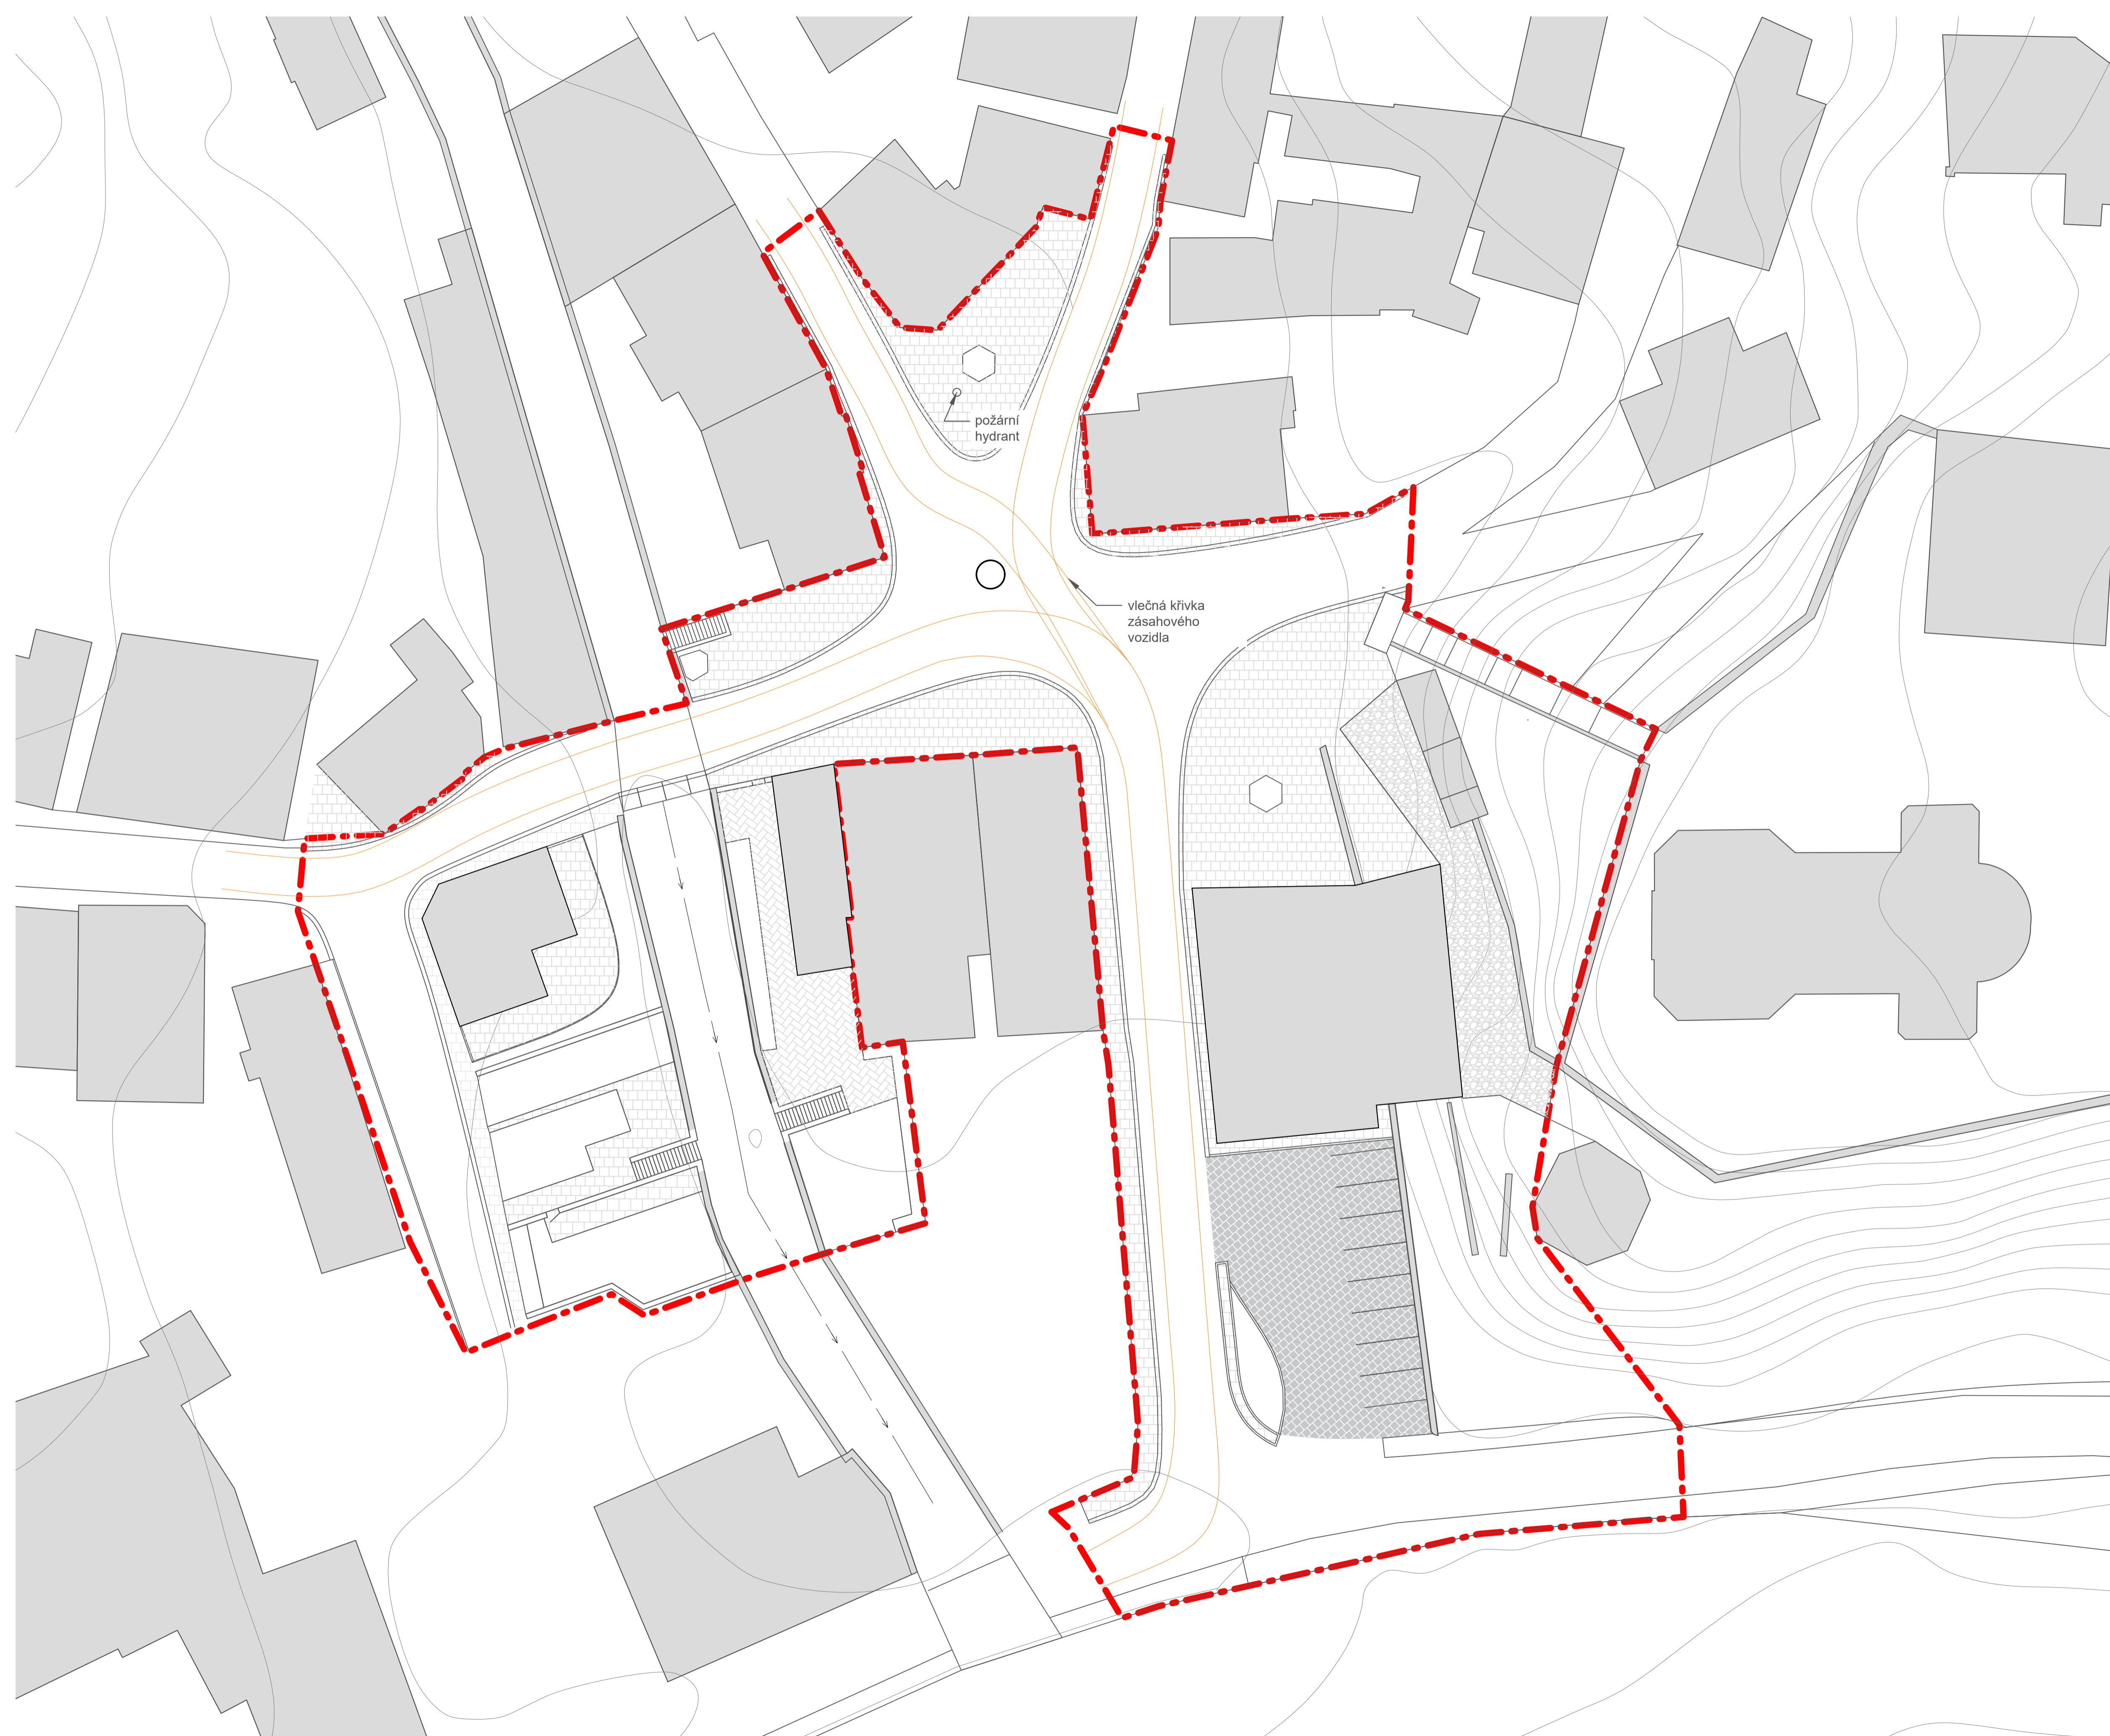 požární
hydrant
vlečná křivka
zásahového
vozidla